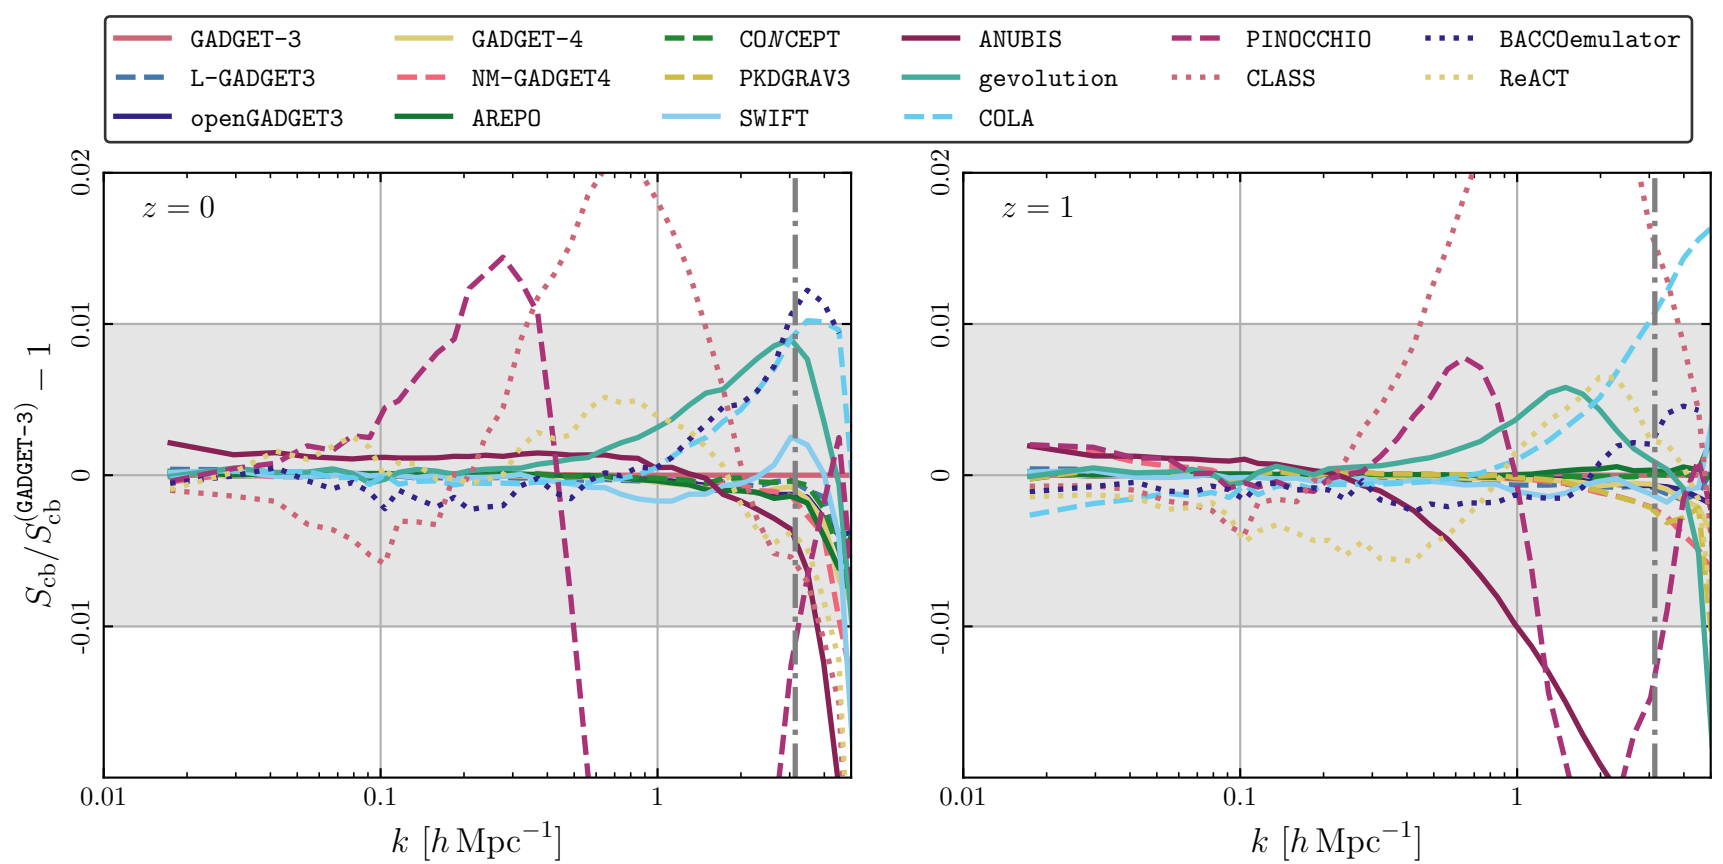 GADGET-3 GADGET-4 CONCEPT ANUBIS PINOCCHIO BACCOemulator
L-GADGET3 NM-GADGET4 PKDGRAV3 gevolution CLASS ReACT
openGADGET3 AREPO SWIFT COLA
z = 0
0.02
0.01
0
-0.01
0.01 0.1 1
k [h Mpc⁻¹]
S_cb/S_cb^(GADGET-3) − 1
z = 1
0.02
0.01
0
-0.01
0.01 0.1 1
k [h Mpc⁻¹]